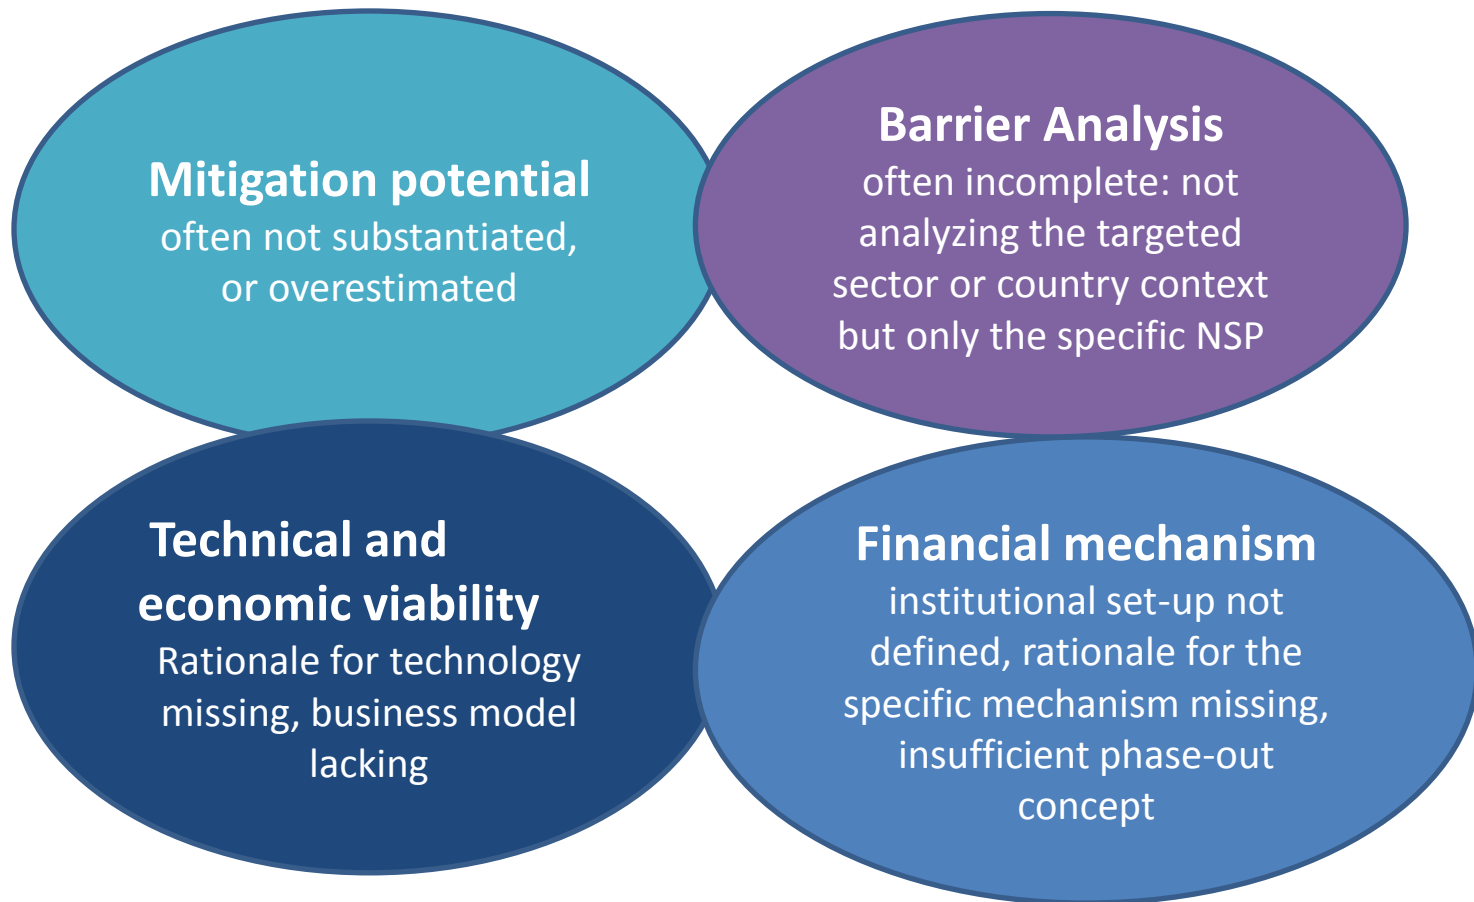 Mitigation potential
often not substantiated,
or overestimated
Barrier Analysis
often incomplete: not
analyzing the targeted
sector or country context
but only the specific NSP
Technical and
economic viability
Rationale for technology
missing, business model
lacking
Financial mechanism
institutional set-up not
defined, rationale for the
specific mechanism missing,
insufficient phase-out
concept